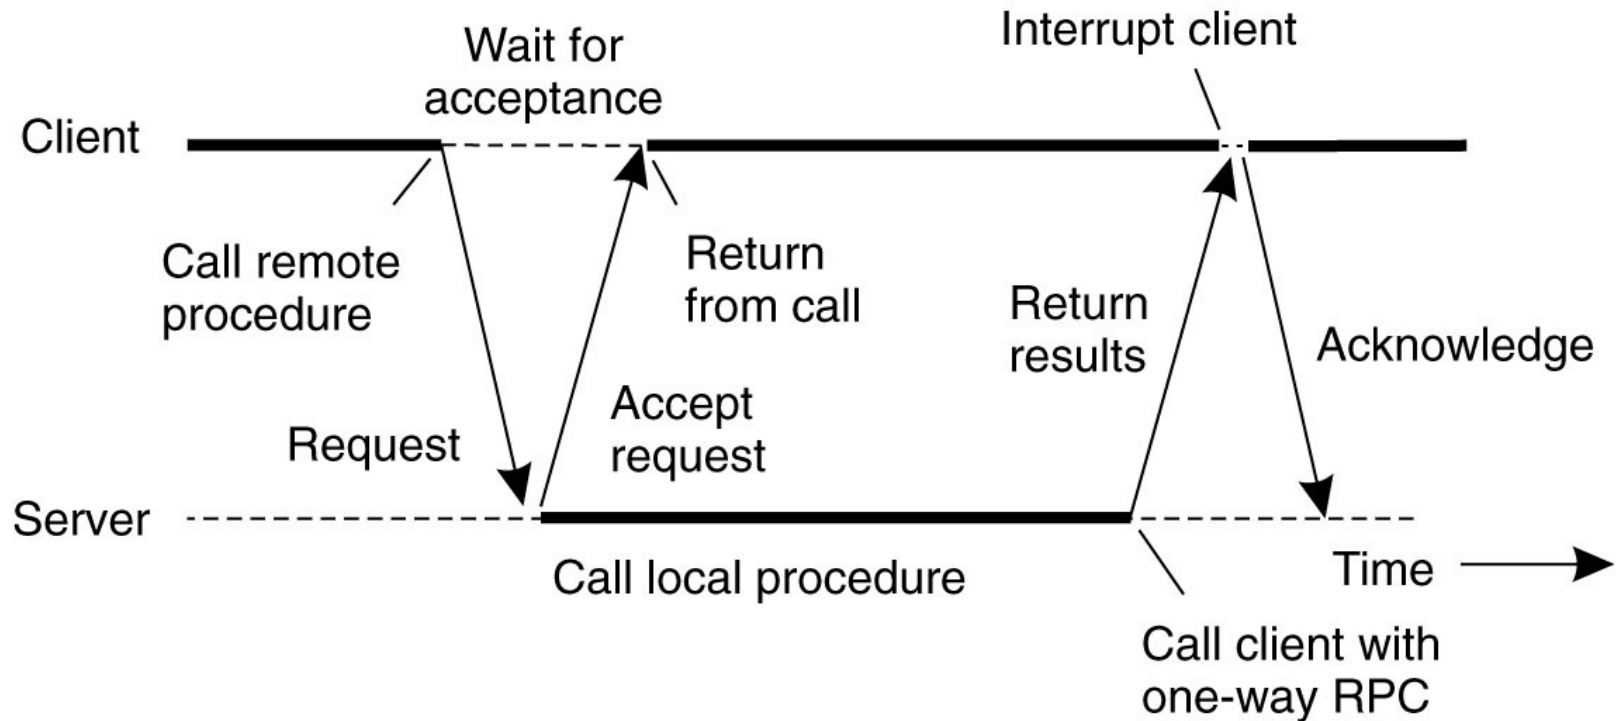 Interrupt client
Wait for
acceptance
Client
Call remote
procedure
Return
from call
Return
results
Acknowledge
Accept
request
Request
Server
Call local procedure
Time
Call client with
one-way RPC